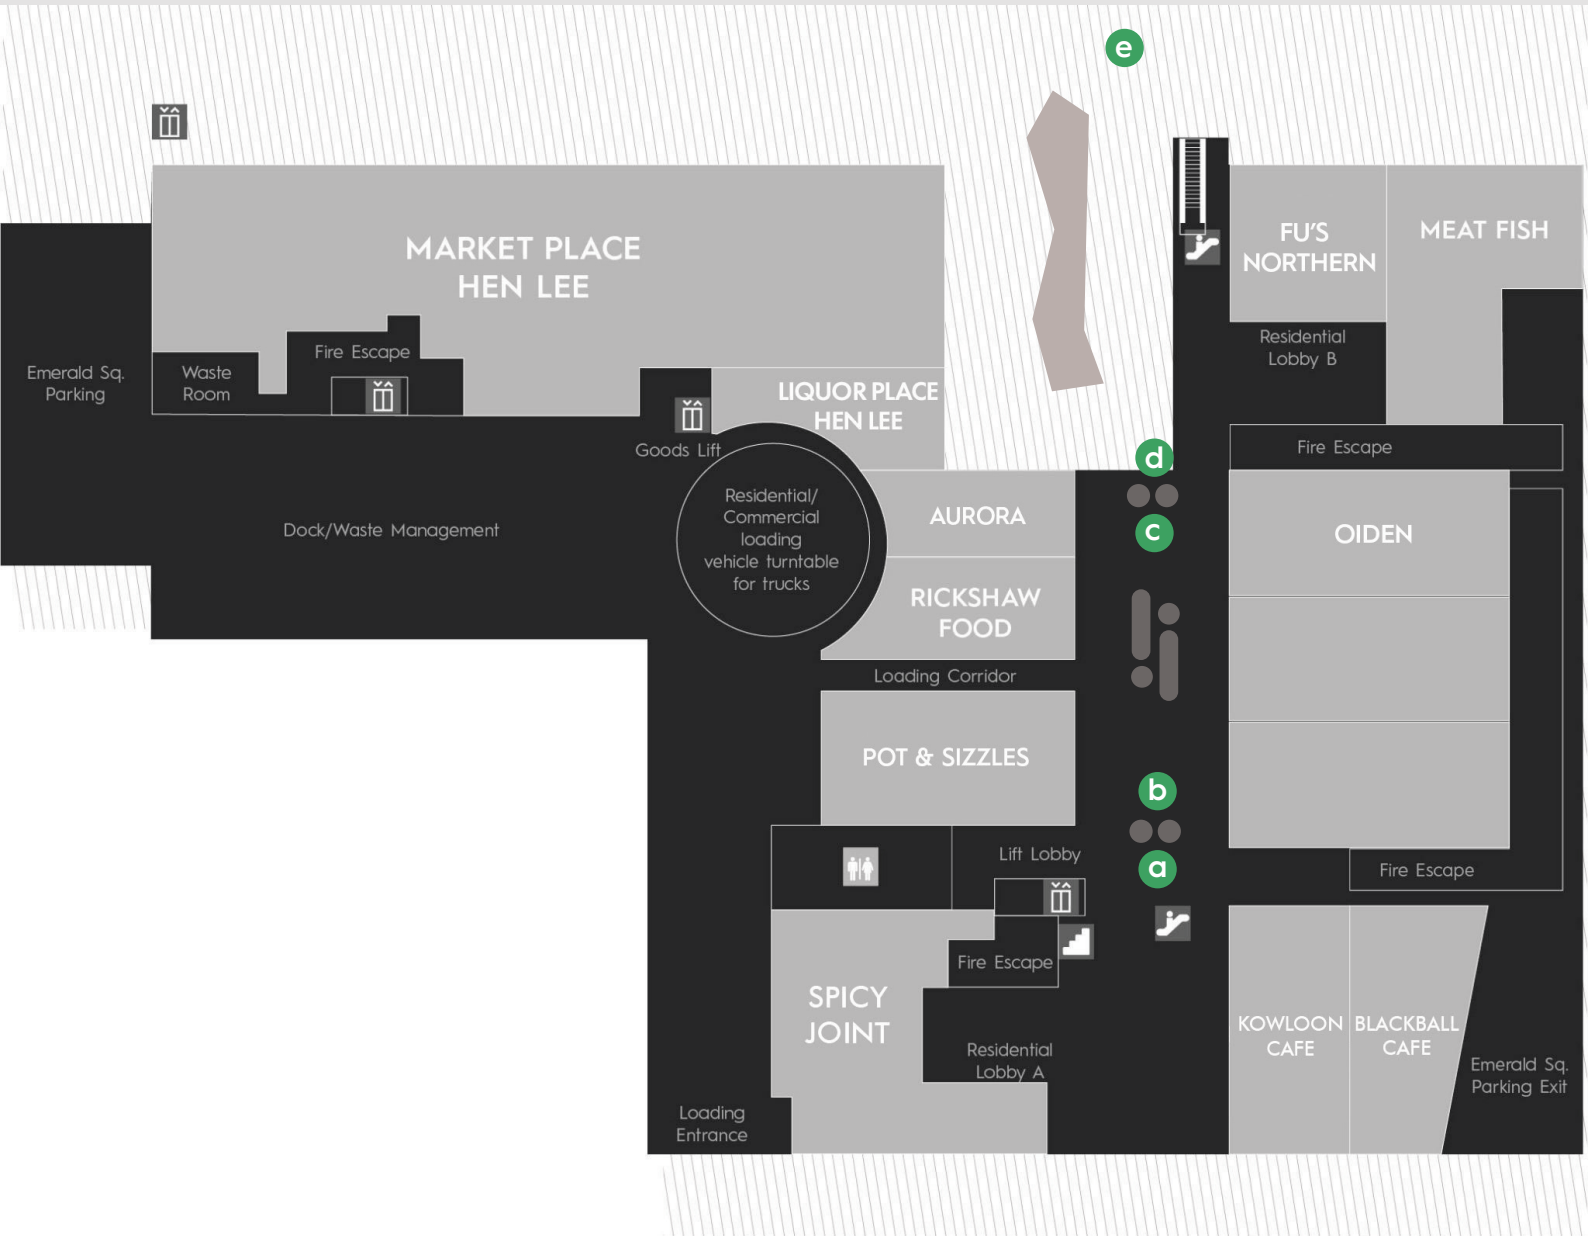 e
MARKET PLACE
HEN LEE
FU'S
NORTHERN
MEAT FISH
Emerald Sq.
Parking
Waste
Room
Fire Escape
Residential
Lobby B
LIQUOR PLACE
HEN LEE
Goods Lift
Fire Escape
d
Residential/
Commercial
loading
vehicle turntable
for trucks
Dock/Waste Management
AURORA
c
OIDEN
RICKSHAW
FOOD
Loading Corridor
POT & SIZZLES
b
Lift Lobby
a
Fire Escape
Fire Escape
SPICY
JOINT
Residential
Lobby A
KOWLOON
CAFE
BLACKBALL
CAFE
Emerald Sq.
Parking Exit
Loading
Entrance